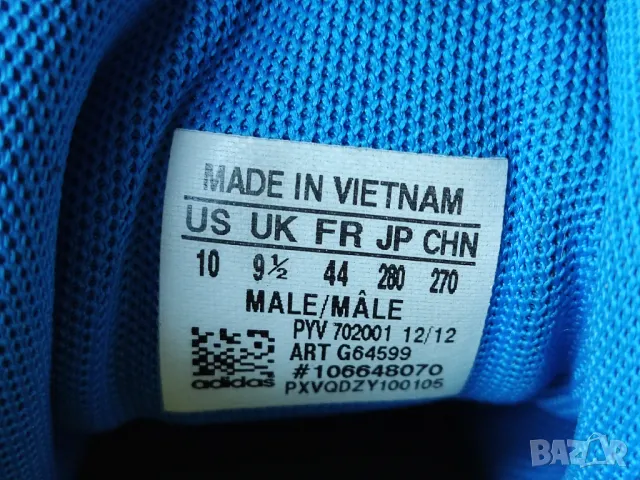 MADE IN VIETNAM
US UK FR JP CHN
10 9½ 44 280 270
MALE/MÂLE
PYV 702001 12/12
ART G64599
#106648070
adidas PXVQDZY100105
BAZAR